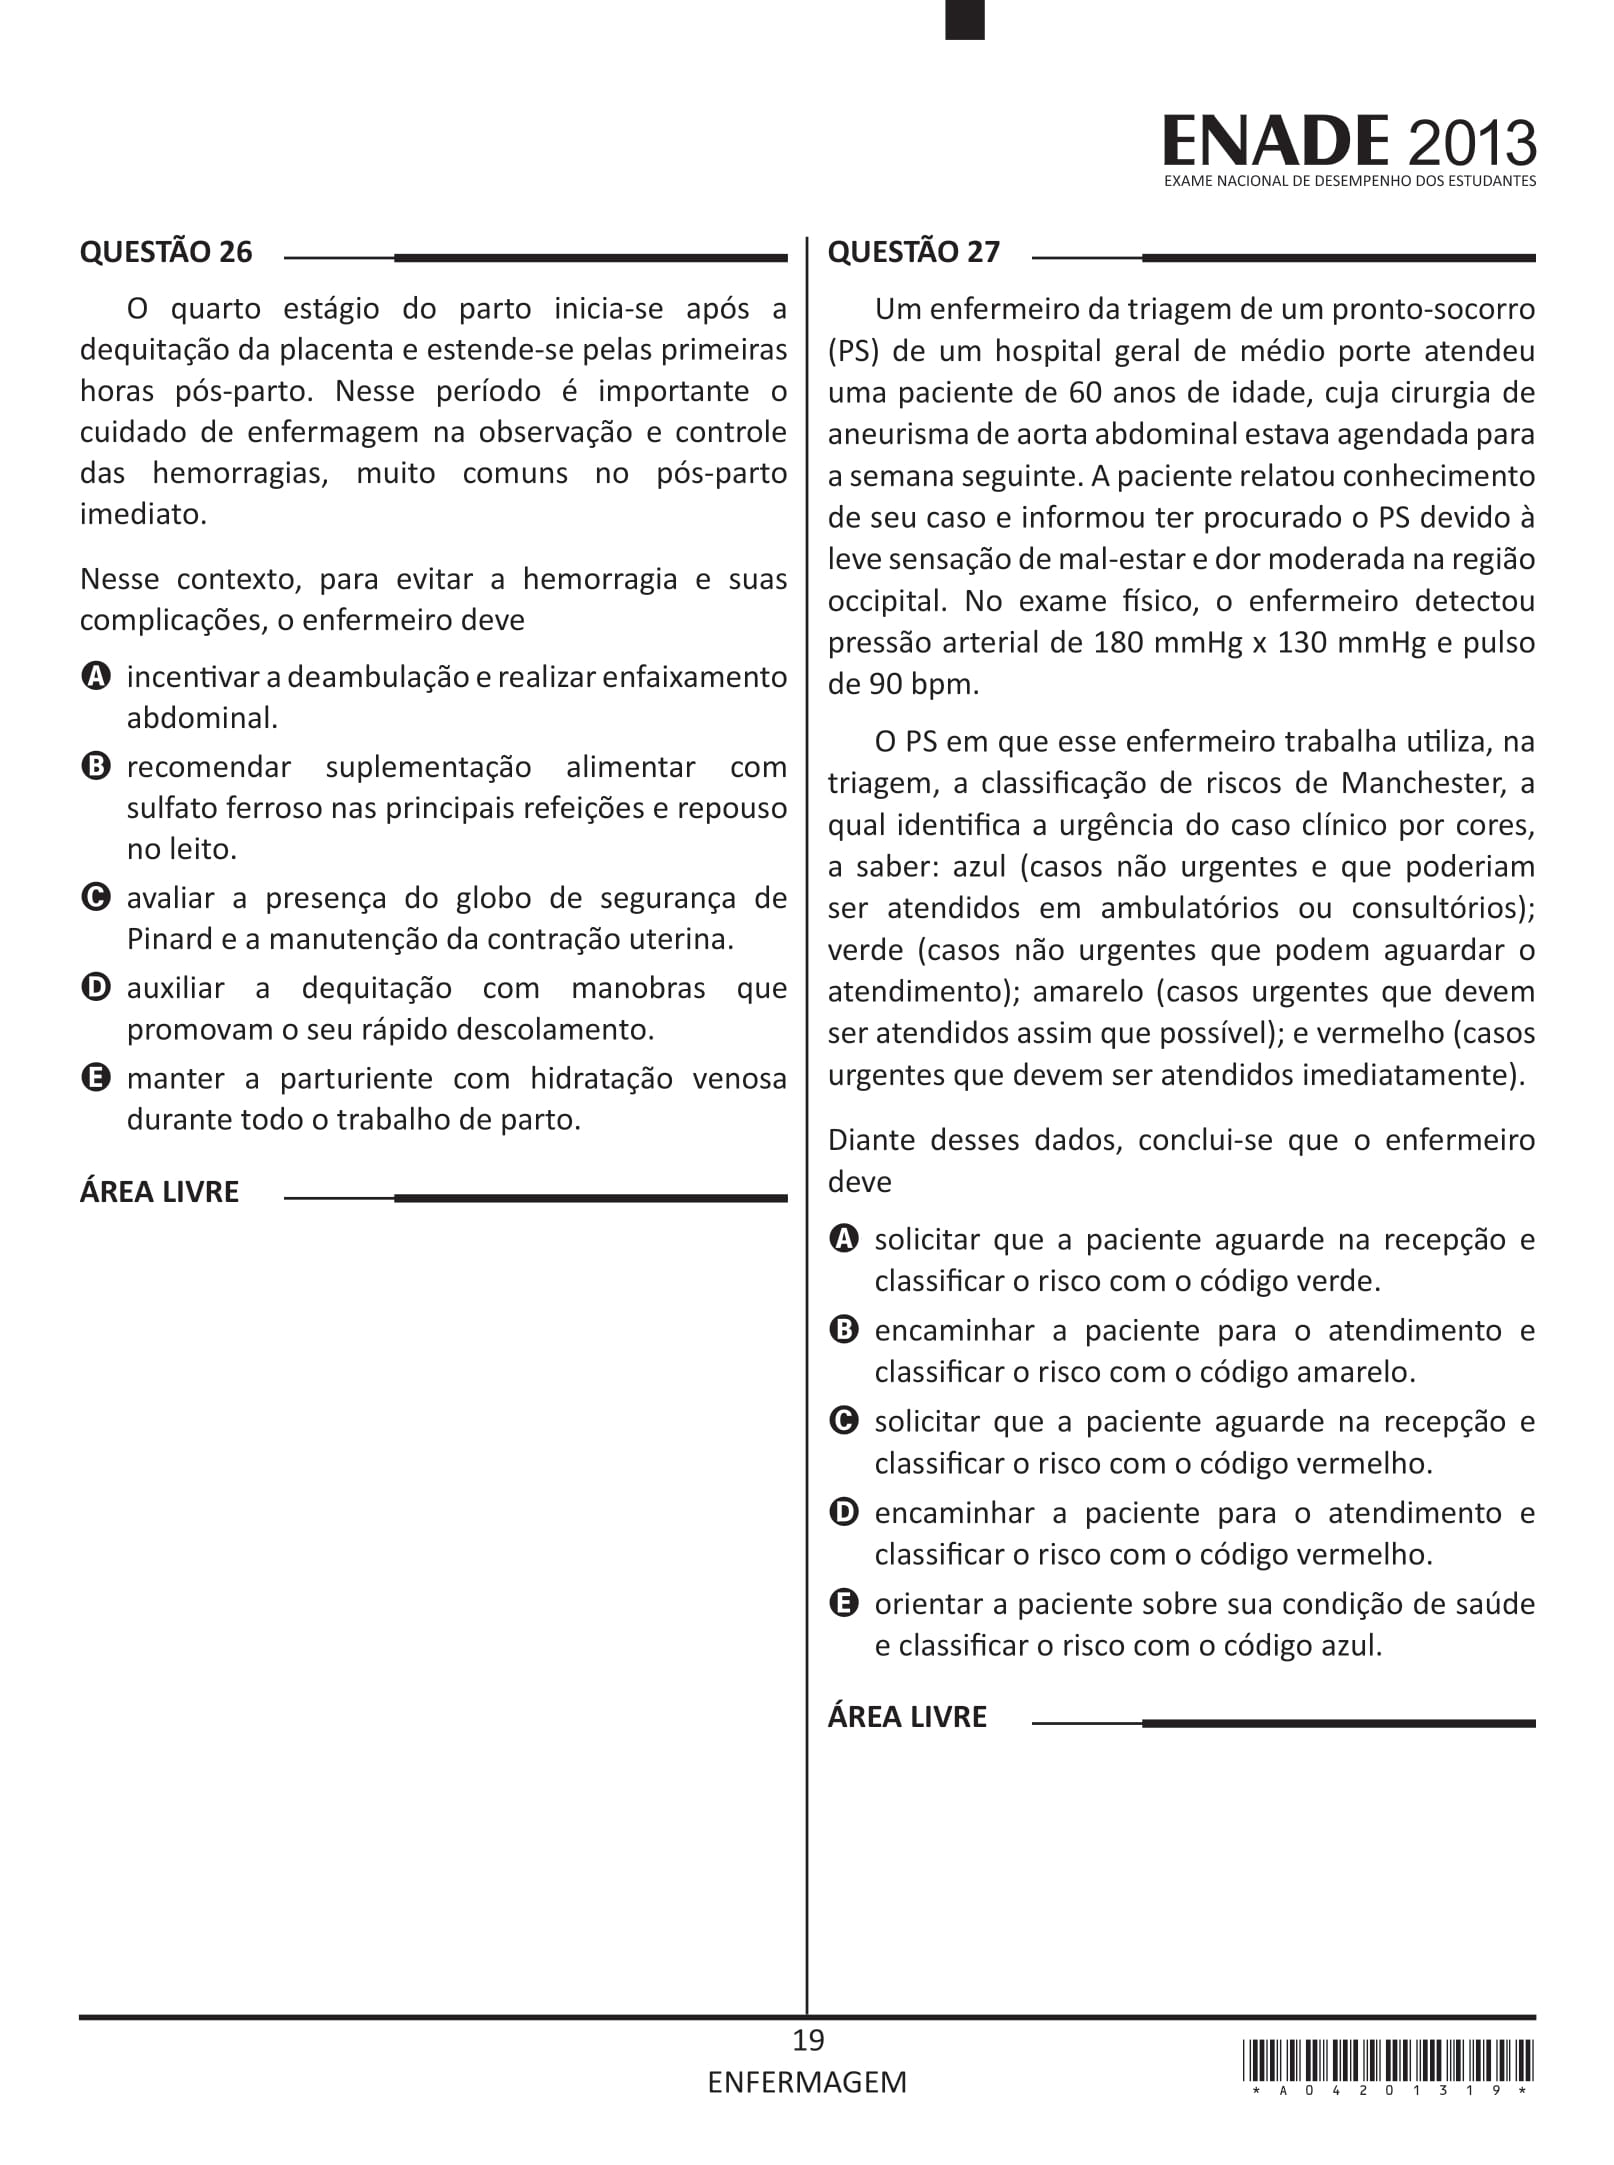 ENADE 2013
EXAME NACIONAL DE DESEMPENHO DOS ESTUDANTES
QUESTÃO 26
O quarto estágio do parto inicia-se após a
dequitação da placenta e estende-se pelas primeiras
horas pós-parto. Nesse período é importante o
cuidado de enfermagem na observação e controle
das hemorragias, muito comuns no pós-parto
imediato.
Nesse contexto, para evitar a hemorragia e suas
complicações, o enfermeiro deve
A incentivar a deambulação e realizar enfaixamento
abdominal.
B recomendar suplementação alimentar com
sulfato ferroso nas principais refeições e repouso
no leito.
C avaliar a presença do globo de segurança de
Pinard e a manutenção da contração uterina.
D auxiliar a dequitação com manobras que
promovam o seu rápido descolamento.
E manter a parturiente com hidratação venosa
durante todo o trabalho de parto.
ÁREA LIVRE
QUESTÃO 27
Um enfermeiro da triagem de um pronto-socorro
(PS) de um hospital geral de médio porte atendeu
uma paciente de 60 anos de idade, cuja cirurgia de
aneurisma de aorta abdominal estava agendada para
a semana seguinte. A paciente relatou conhecimento
de seu caso e informou ter procurado o PS devido à
leve sensação de mal-estar e dor moderada na região
occipital. No exame físico, o enfermeiro detectou
pressão arterial de 180 mmHg x 130 mmHg e pulso
de 90 bpm.
O PS em que esse enfermeiro trabalha utiliza, na
triagem, a classificação de riscos de Manchester, a
qual identifica a urgência do caso clínico por cores,
a saber: azul (casos não urgentes e que poderiam
ser atendidos em ambulatórios ou consultórios);
verde (casos não urgentes que podem aguardar o
atendimento); amarelo (casos urgentes que devem
ser atendidos assim que possível); e vermelho (casos
urgentes que devem ser atendidos imediatamente).
Diante desses dados, conclui-se que o enfermeiro
deve
A solicitar que a paciente aguarde na recepção e
classificar o risco com o código verde.
B encaminhar a paciente para o atendimento e
classificar o risco com o código amarelo.
C solicitar que a paciente aguarde na recepção e
classificar o risco com o código vermelho.
D encaminhar a paciente para o atendimento e
classificar o risco com o código vermelho.
E orientar a paciente sobre sua condição de saúde
e classificar o risco com o código azul.
ÁREA LIVRE
19
ENFERMAGEM
* A 0 4 2 0 1 3 1 9 *